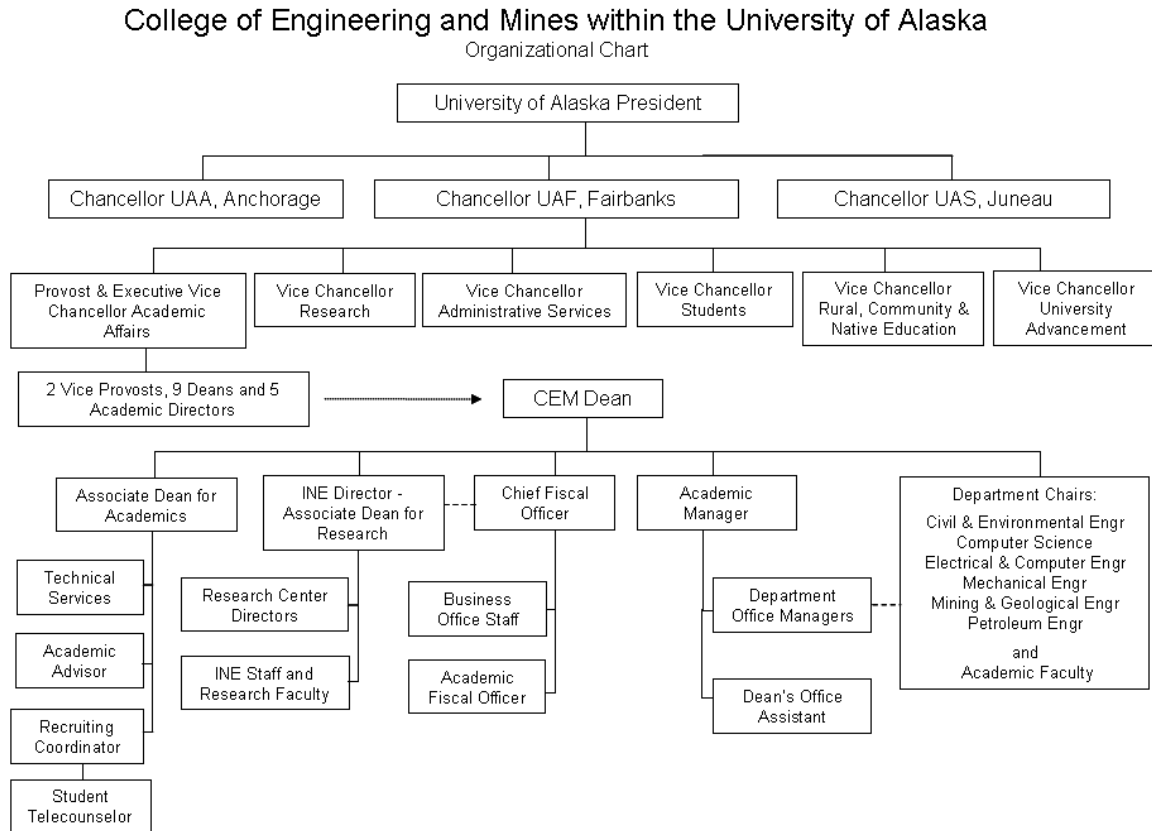 College of Engineering and Mines within the University of Alaska
Organizational Chart
University of Alaska President
Chancellor UAA, Anchorage
Chancellor UAF, Fairbanks
Chancellor UAS, Juneau
Provost & Executive Vice
Chancellor Academic
Affairs
Vice Chancellor
Research
Vice Chancellor
Administrative Services
Vice Chancellor
Students
Vice Chancellor
Rural, Community &
Native Education
Vice Chancellor
University
Advancement
2 Vice Provosts, 9 Deans and 5
Academic Directors
CEM Dean
Associate Dean for
Academics
INE Director -
Associate Dean for
Research
Chief Fiscal
Officer
Academic
Manager
Department Chairs:
Civil & Environmental Engr
Computer Science
Electrical & Computer Engr
Mechanical Engr
Mining & Geological Engr
Petroleum Engr
and
Academic Faculty
Technical
Services
Research Center
Directors
Business
Office Staff
Department
Office Managers
Academic
Advisor
INE Staff and
Research Faculty
Academic
Fiscal Officer
Dean's Office
Assistant
Recruiting
Coordinator
Student
Telecounselor